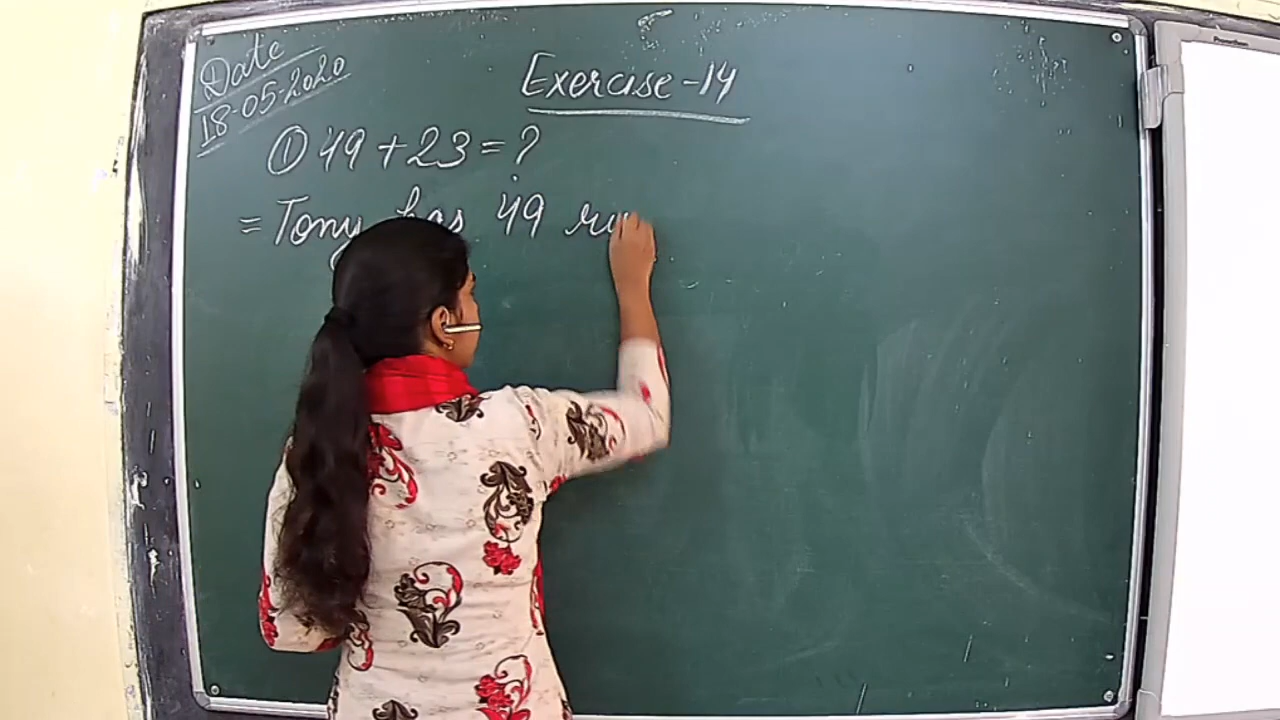 Date
18-05-2020
Exercise-14
① 49+23=?
= Tony has 49